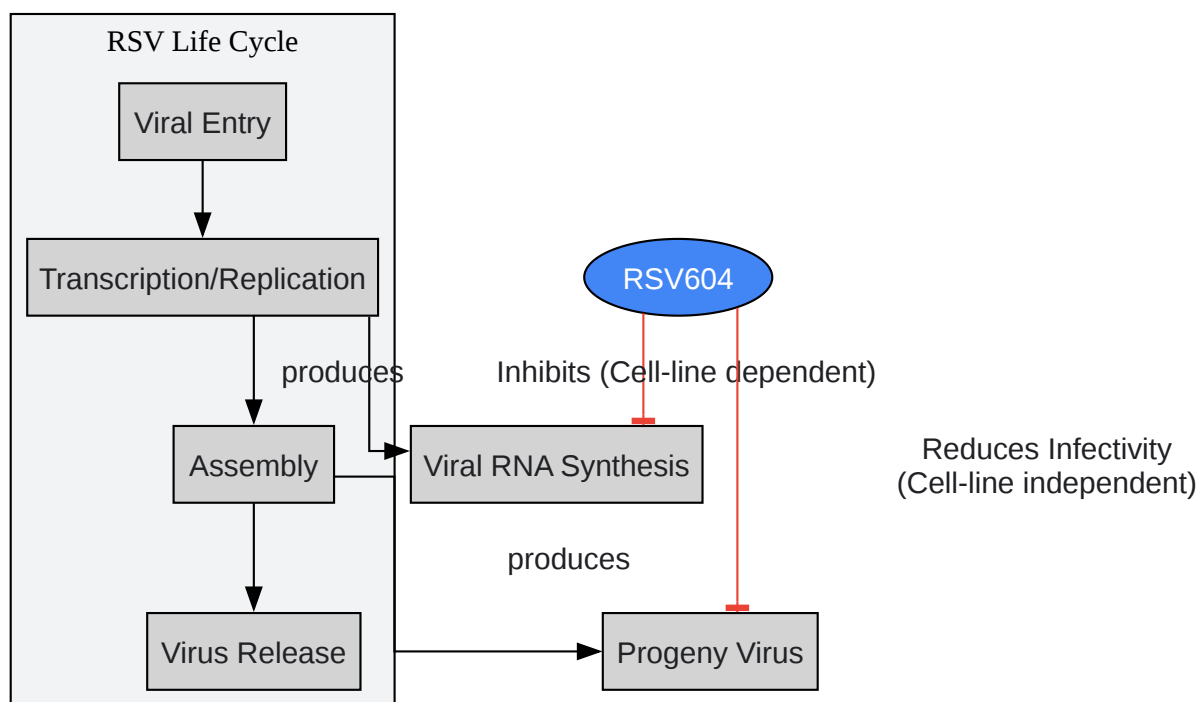 RSV Life Cycle
Viral Entry
Transcription/Replication
RSV604
produces
Inhibits (Cell-line dependent)
Assembly
Viral RNA Synthesis
Reduces Infectivity
(Cell-line independent)
produces
Virus Release
Progeny Virus